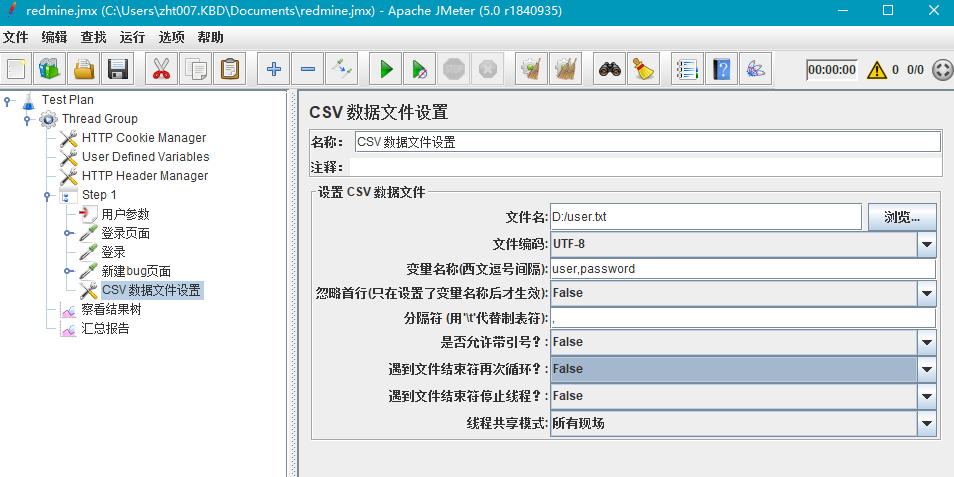 redmine.jmx (C:\Users\zht007.KBD\Documents\redmine.jmx) - Apache JMeter (5.0 r1840935)
文件 编辑 查找 运行 选项 帮助
STOP
00:00:00 0 0/0
Test Plan
Thread Group
HTTP Cookie Manager
User Defined Variables
HTTP Header Manager
Step 1
用户参数
登录页面
登录
新建bug页面
CSV 数据文件设置
察看结果树
汇总报告
CSV 数据文件设置
名称: CSV 数据文件设置
注释:
设置 CSV 数据文件
文件名: D:/user.txt 浏览...
文件编码: UTF-8
变量名称(西文逗号间隔): user,password
忽略首行(只在设置了变量名称后才生效): False
分隔符 (用'\t'代替制表符): ,
是否允许带引号?: False
遇到文件结束符再次循环?: False
遇到文件结束符停止线程?: False
线程共享模式: 所有现场